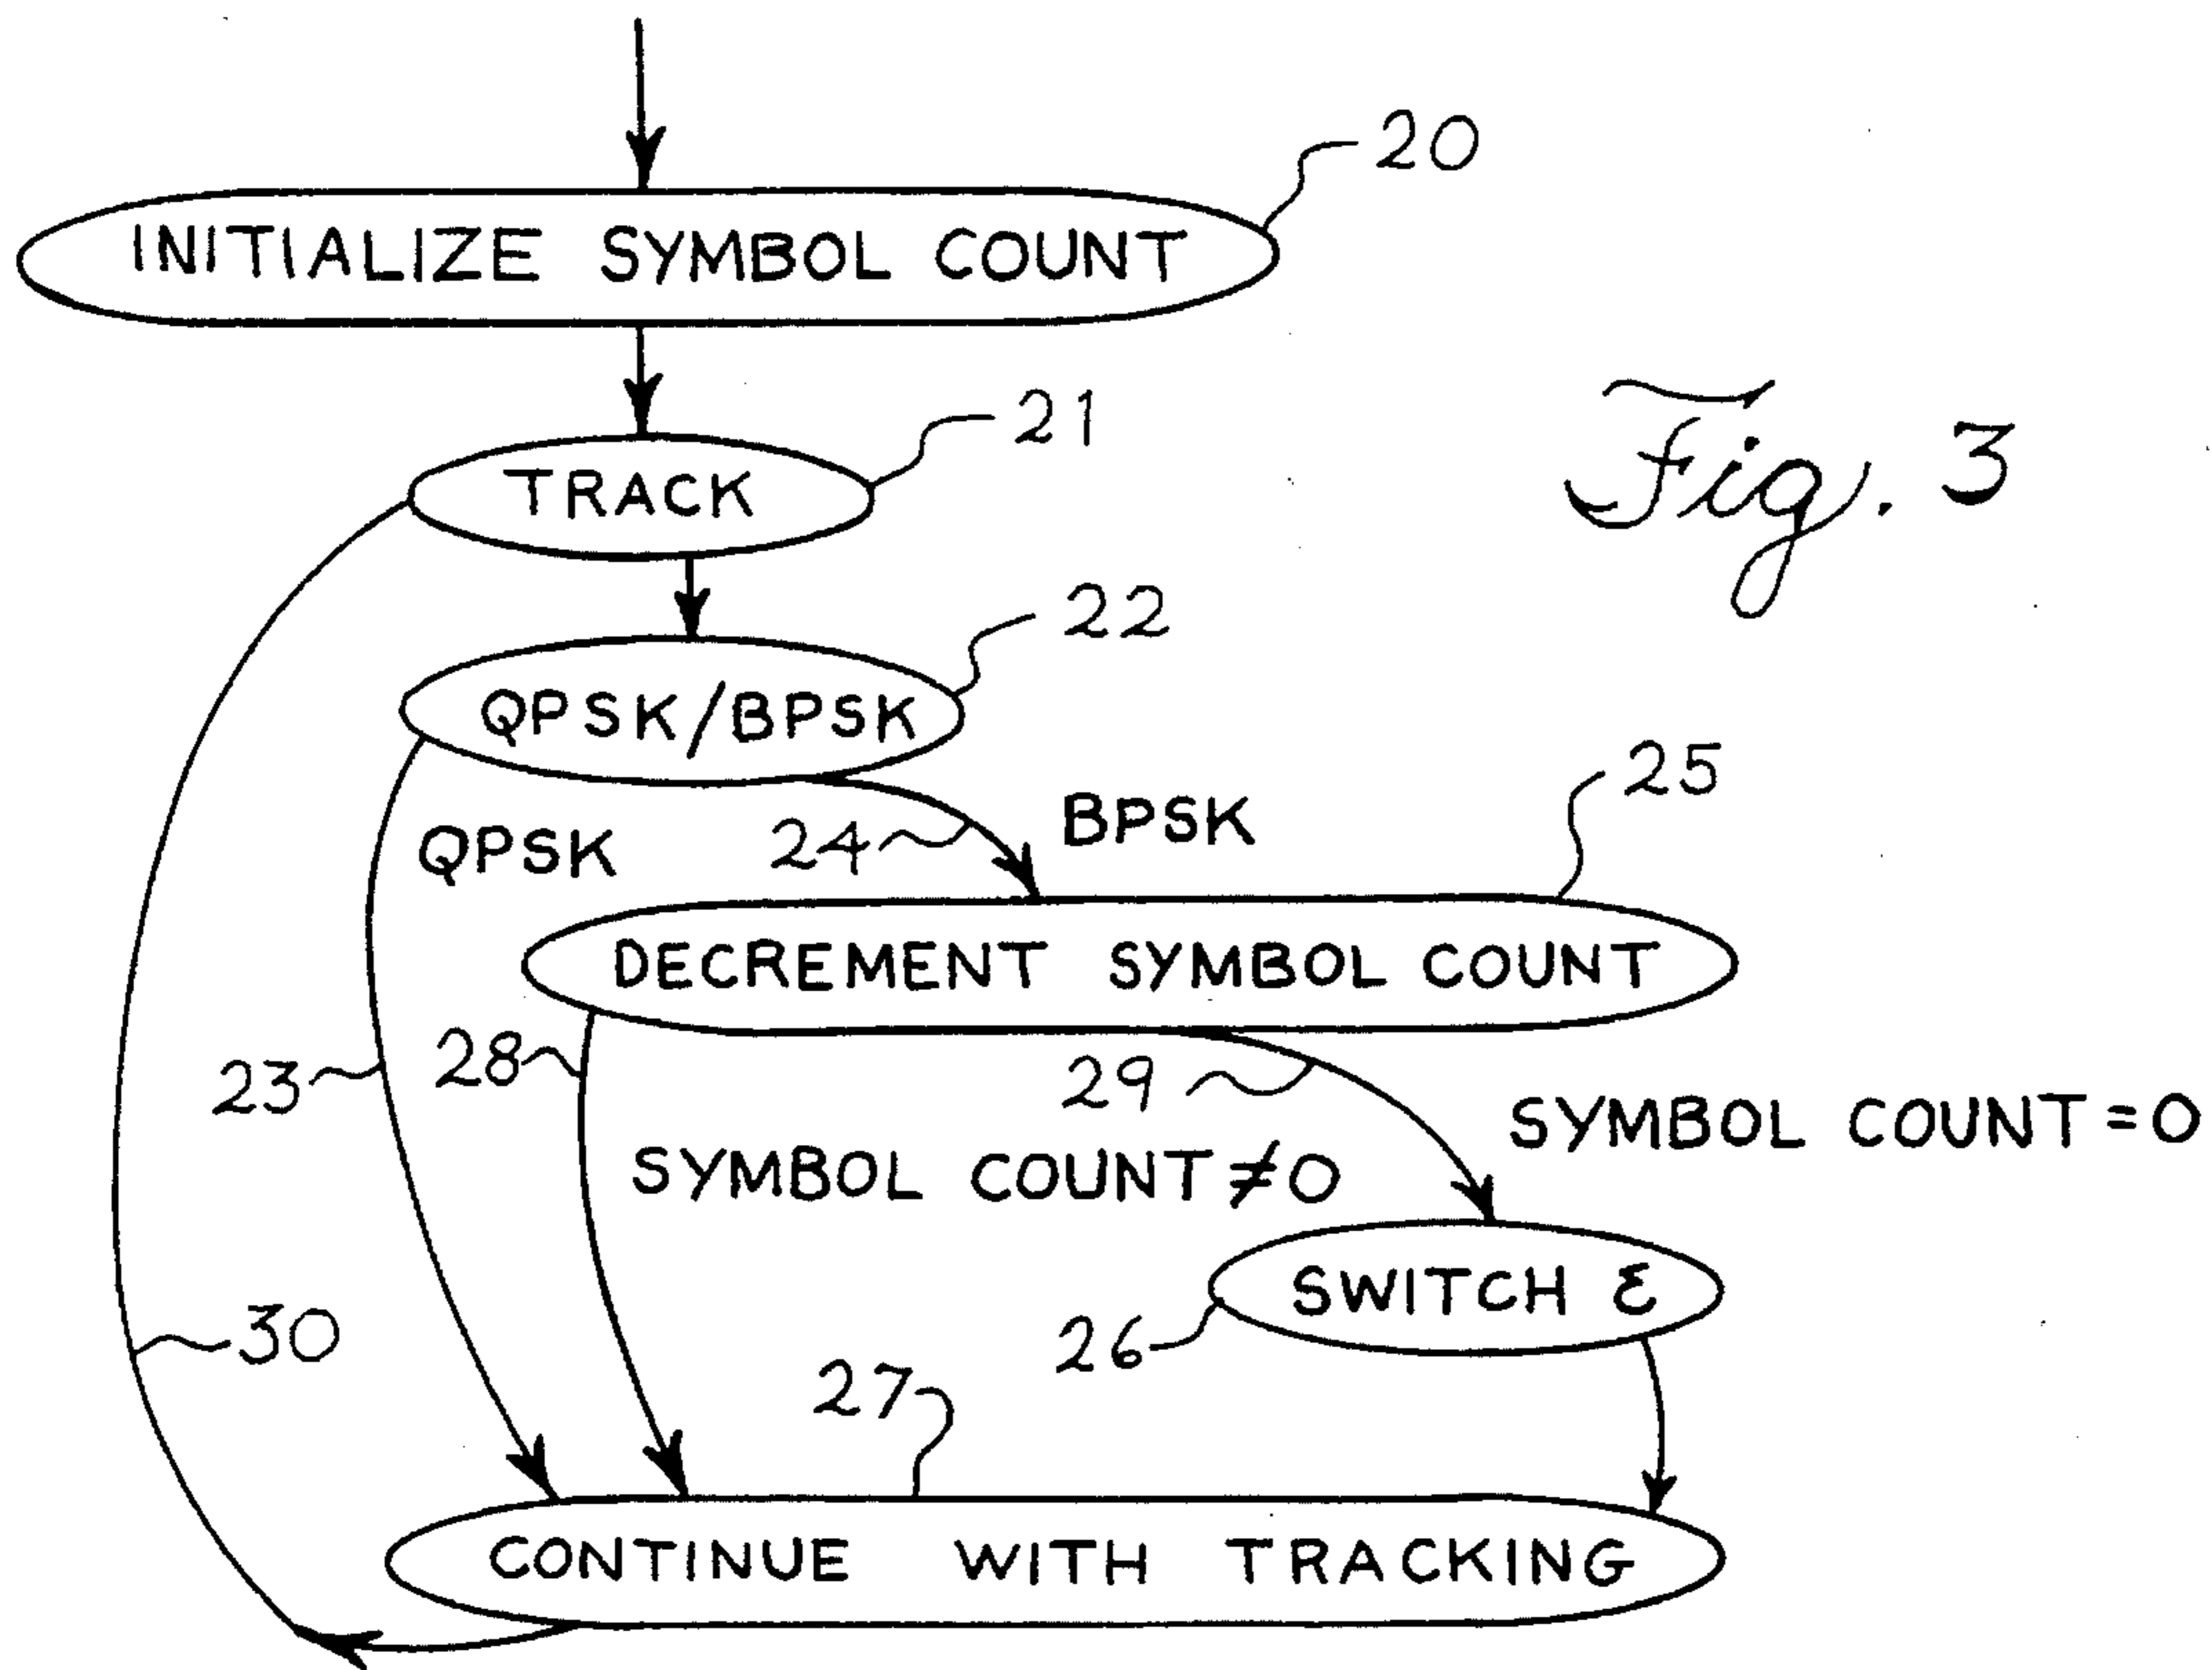 20
INITIALIZE SYMBOL COUNT
21
TRACK
Fig. 3
22
QPSK/BPSK
25
BPSK
24
QPSK
DECREMENT SYMBOL COUNT
28
23
29
SYMBOL COUNT=0
SYMBOL COUNT≠0
SWITCH ε
30
26
27
CONTINUE WITH TRACKING